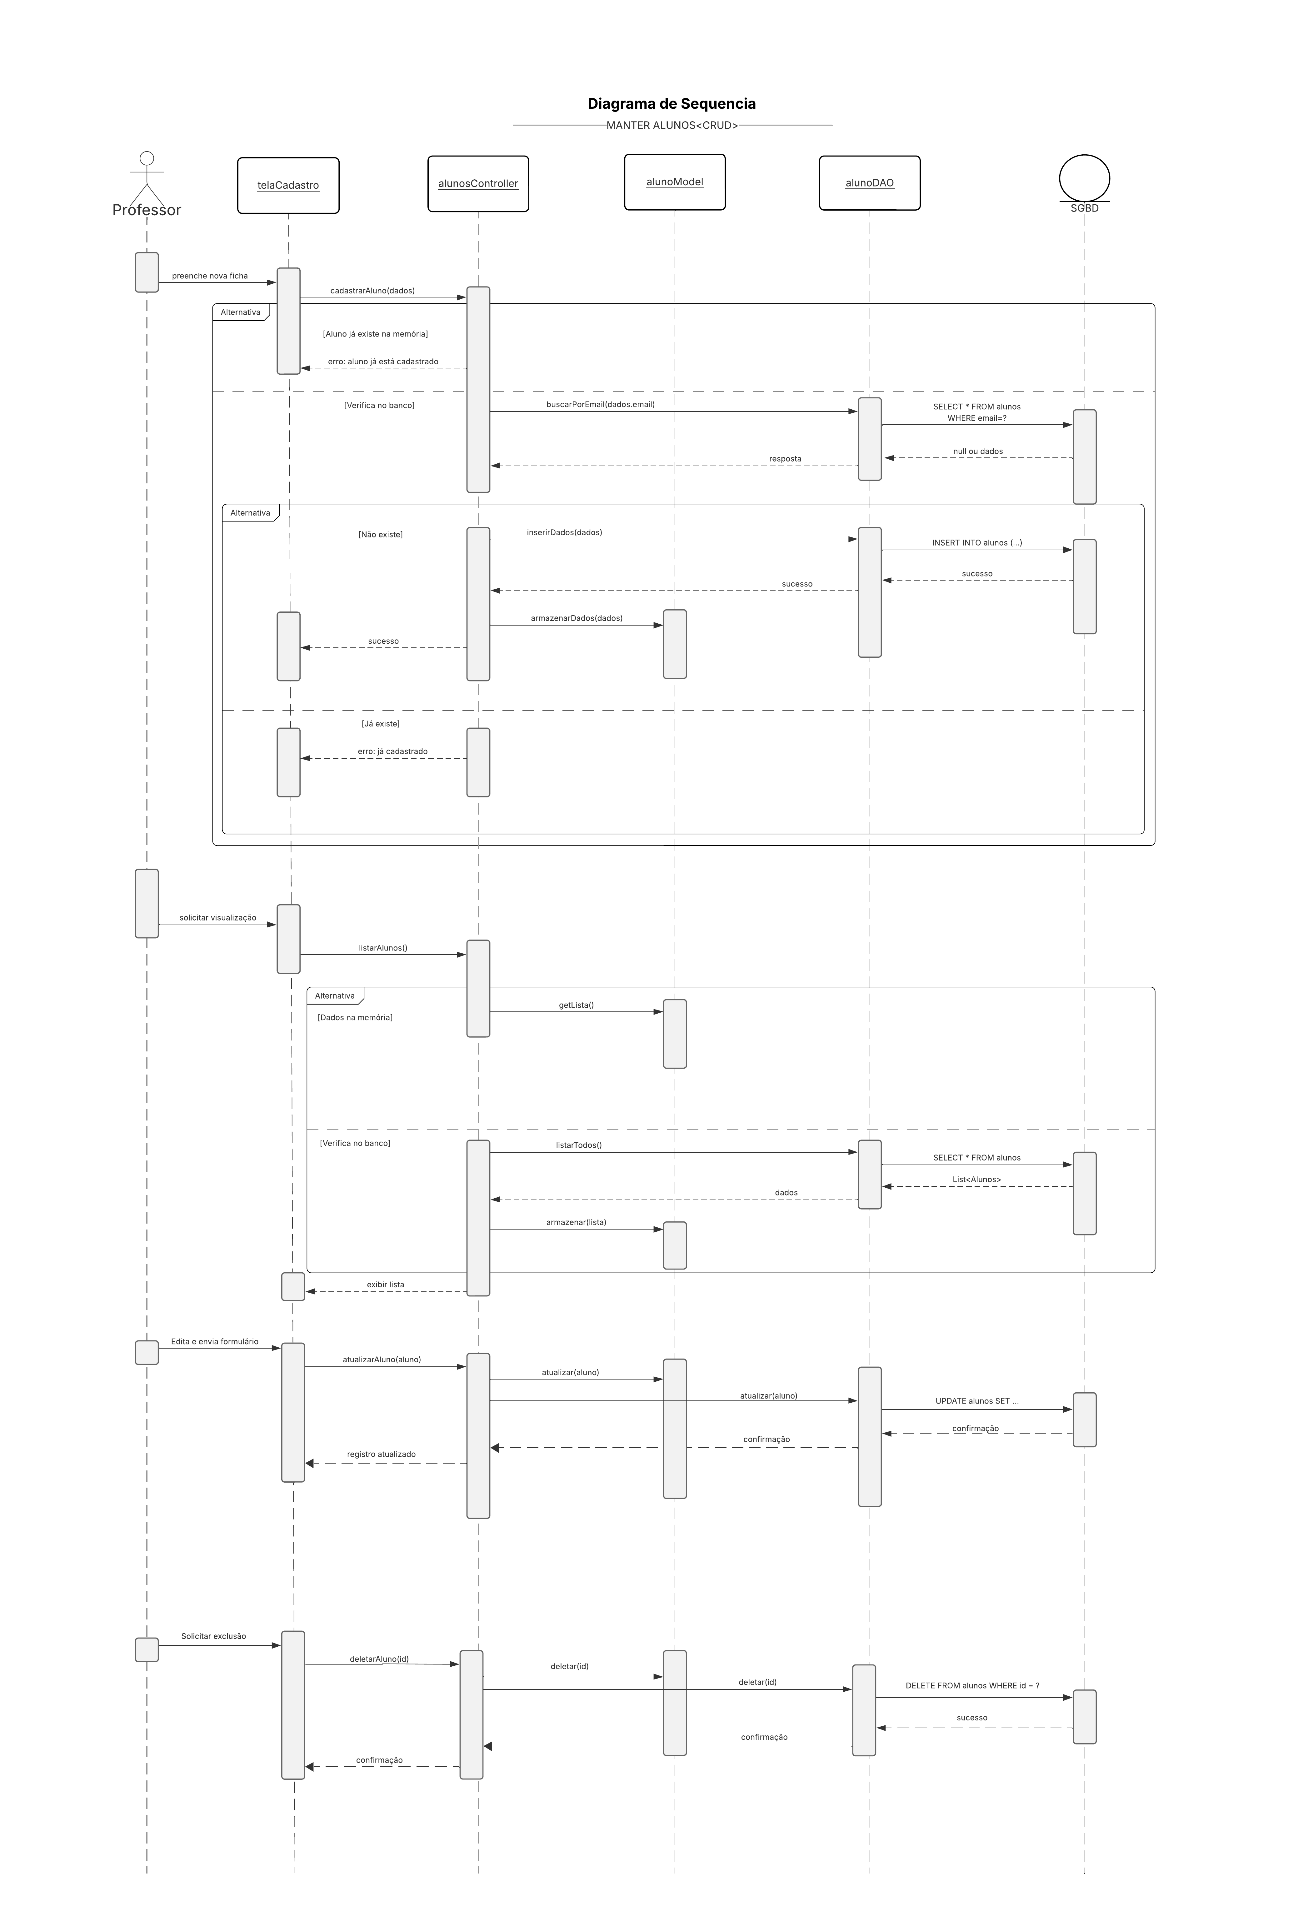 Diagrama de Sequencia
MANTER ALUNOS<CRUD>
Professor
telaCadastro
alunosController
alunoModel
alunoDAO
SGBD
preenche nova ficha
cadastrarAluno(dados)
Alternativa
[Aluno já existe na memória]
erro: aluno já está cadastrado
[Verifica no banco]
buscarPorEmail(dados.email)
SELECT * FROM alunos
WHERE email=?
null ou dados
resposta
Alternativa
[Não existe]
inserirDados(dados)
INSERT INTO alunos (...)
sucesso
sucesso
armazenarDados(dados)
sucesso
[Já existe]
erro: já cadastrado
solicitar visualização
listarAlunos()
Alternativa
getLista()
[Dados na memória]
[Verifica no banco]
listarTodos()
SELECT * FROM alunos
List<Alunos>
dados
armazenar(lista)
exibir lista
Edita e envia formulário
atualizarAluno(aluno)
atualizar(aluno)
atualizar(aluno)
UPDATE alunos SET ...
confirmação
confirmação
registro atualizado
Solicitar exclusão
deletarAluno(id)
deletar(id)
deletar(id)
DELETE FROM alunos WHERE id = ?
sucesso
confirmação
confirmação